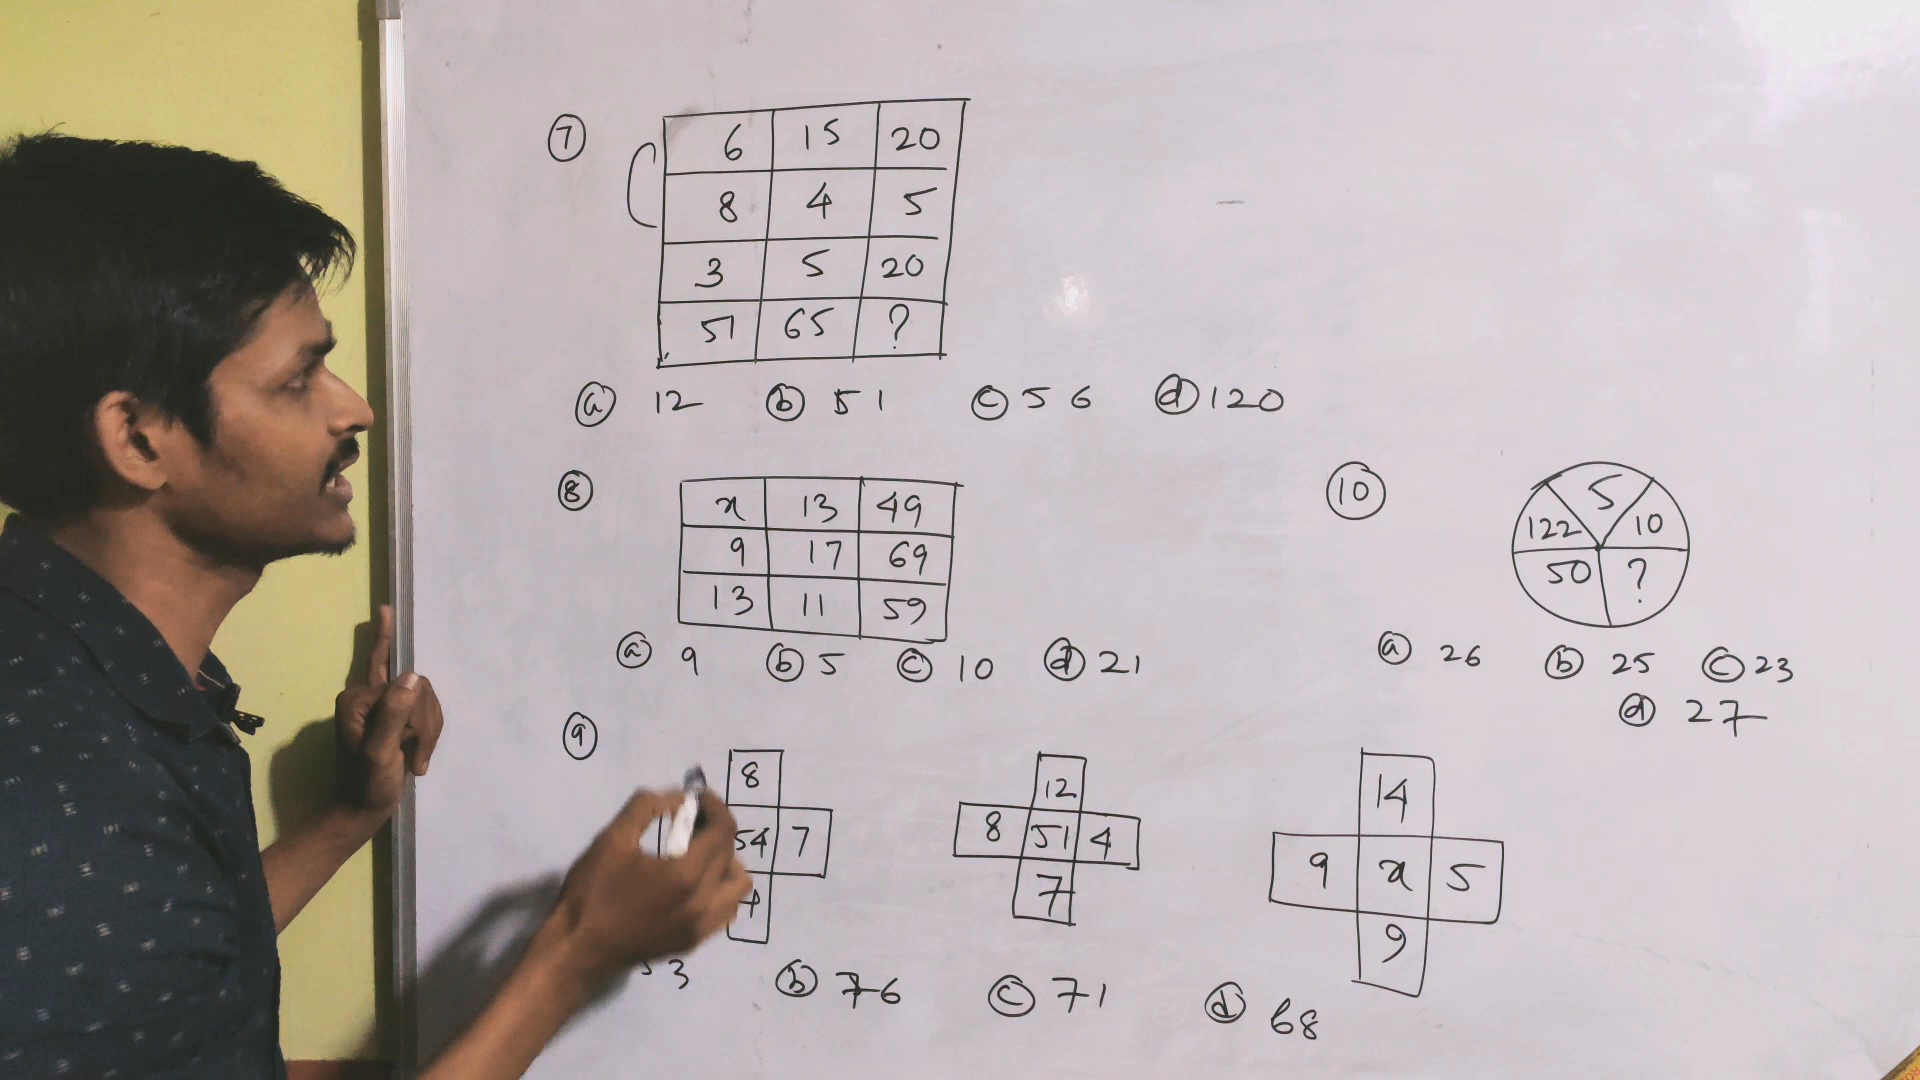 7
6 15 20
8 4 5
3 5 20
51 65 ?
a 12 b 51 c 56 d 120
8
x 13 49
9 17 69
13 11 59
a 9 b 5 c 10 d 21
9
8
54 7
12
8 51 4
7
14
9 x 5
9
3 b 76 c 71 d 68
10
5
122 10
50 ?
a 26 b 25 c 23
d 27